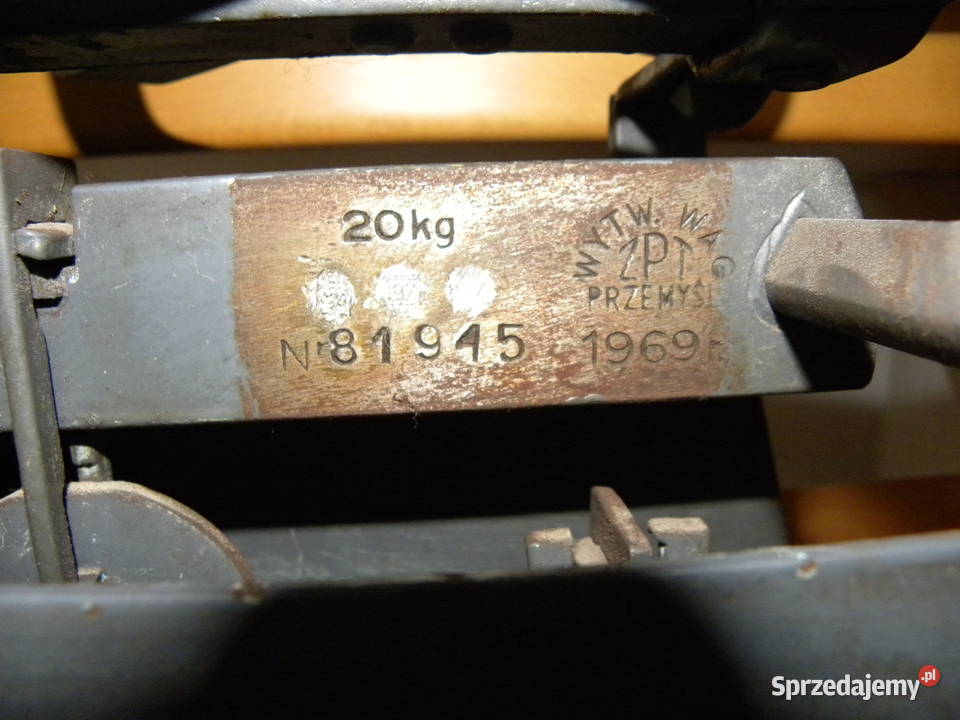 20kg
WYTW. WAG
ZPT
PRZEMYŚL
Nr 81945
1969 r.
Sprzedajemy.pl